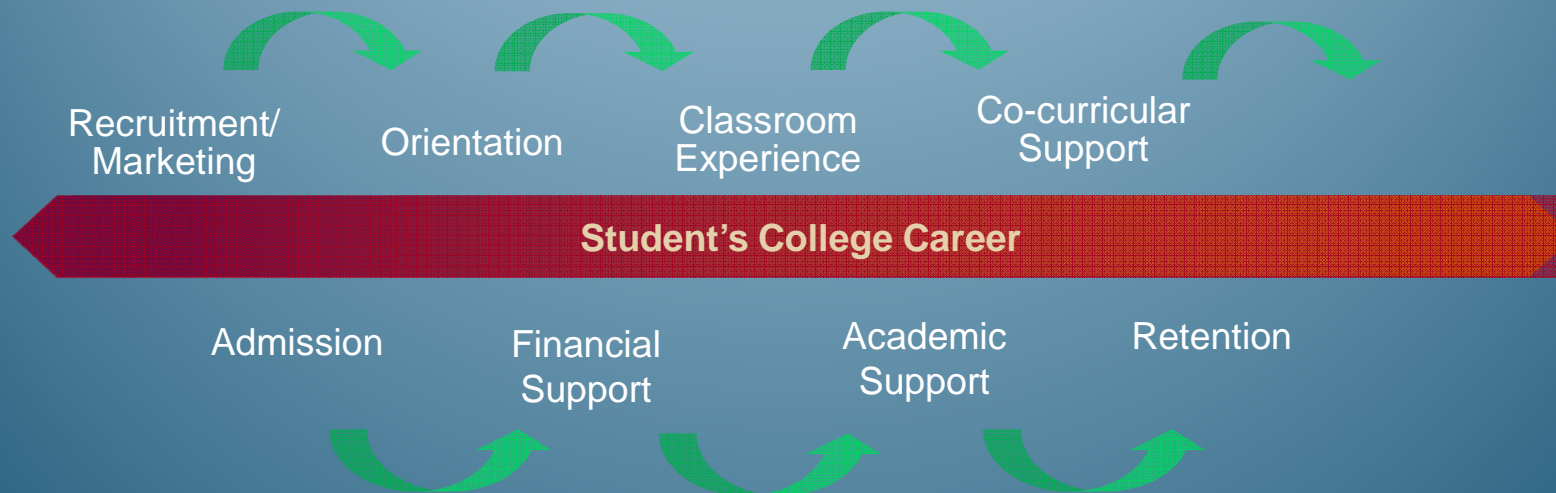 Recruitment/
Marketing
Orientation
Classroom
Experience
Co-curricular
Support
Student’s College Career
Admission
Financial
Support
Academic
Support
Retention